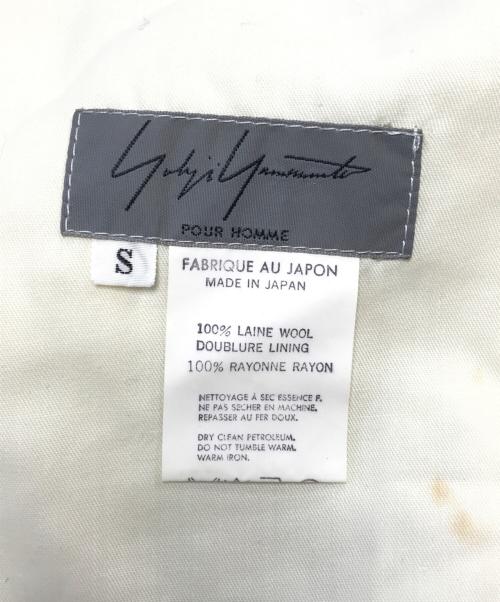 Yohji Yamamoto
POUR HOMME
S
FABRIQUE AU JAPON
MADE IN JAPAN
100% LAINE WOOL
DOUBLURE LINING
100% RAYONNE RAYON
NETTOYAGE À SEC ESSENCE F.
NE PAS SECHER EN MACHINE.
REPASSER AU FER DOUX.
DRY CLEAN PETROLEUM.
DO NOT TUMBLE WARM.
WARM IRON.